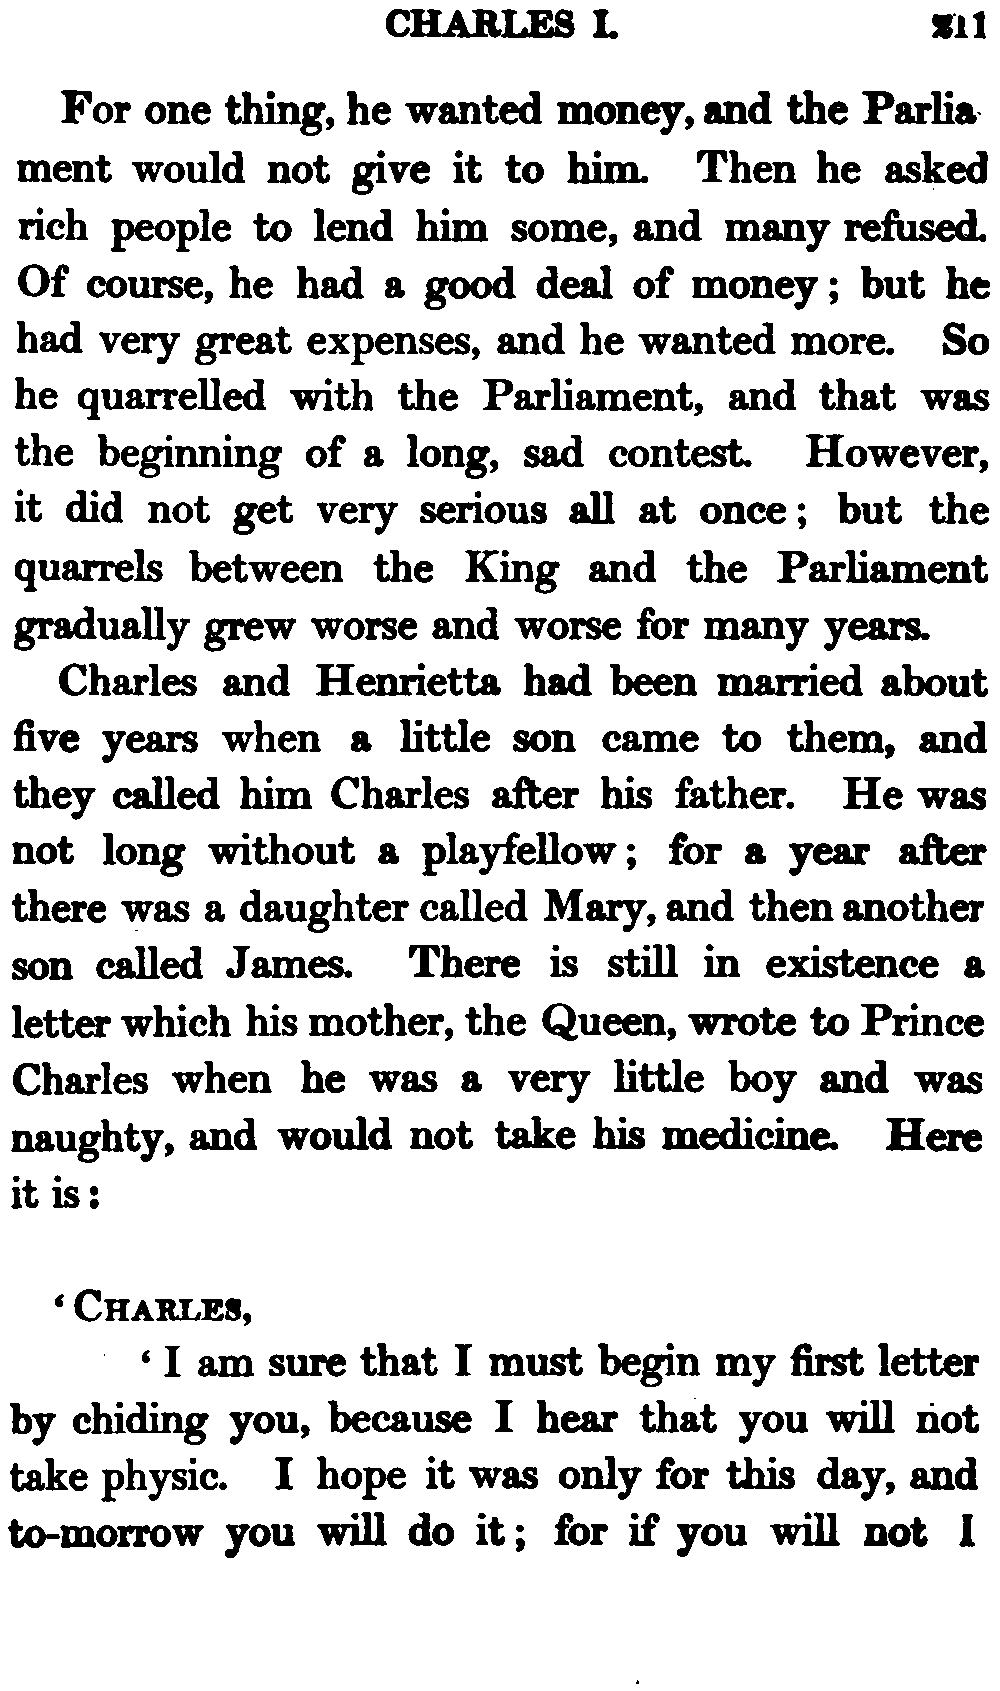 CHARLES I. 211
For one thing, he wanted money, and the Parlia-
ment would not give it to him. Then he asked
rich people to lend him some, and many refused.
Of course, he had a good deal of money; but he
had very great expenses, and he wanted more. So
he quarrelled with the Parliament, and that was
the beginning of a long, sad contest. However,
it did not get very serious all at once; but the
quarrels between the King and the Parliament
gradually grew worse and worse for many years.
Charles and Henrietta had been married about
five years when a little son came to them, and
they called him Charles after his father. He was
not long without a playfellow; for a year after
there was a daughter called Mary, and then another
son called James. There is still in existence a
letter which his mother, the Queen, wrote to Prince
Charles when he was a very little boy and was
naughty, and would not take his medicine. Here
it is:
‘CHARLES,
‘I am sure that I must begin my first letter
by chiding you, because I hear that you will not
take physic. I hope it was only for this day, and
to-morrow you will do it; for if you will not I